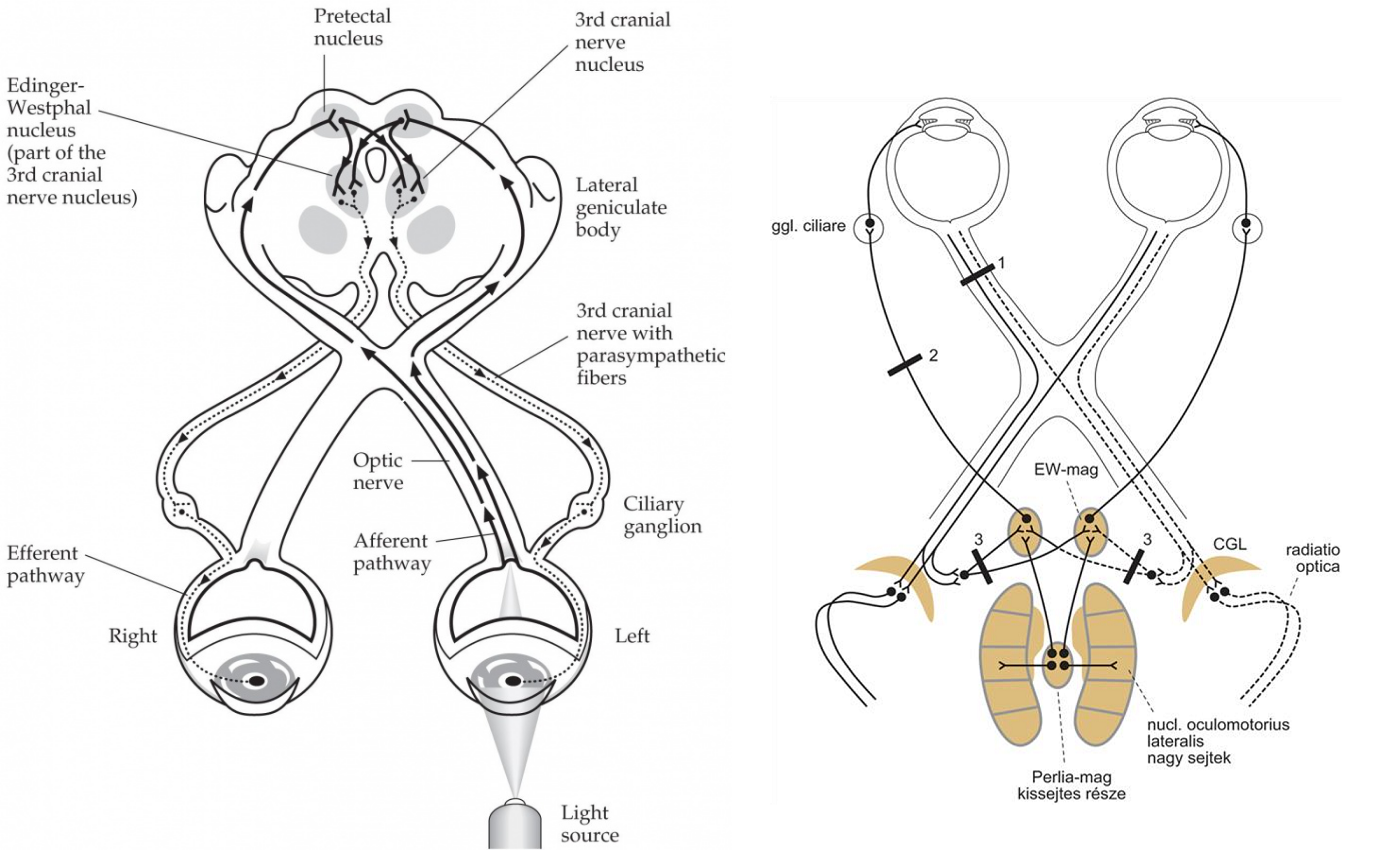 Pretectal
nucleus
3rd cranial
nerve
nucleus
Edinger-
Westphal
nucleus
(part of the
3rd cranial
nerve nucleus)
Lateral
geniculate
body
3rd cranial
nerve with
parasympathetic
fibers
Optic
nerve
Afferent
pathway
Ciliary
ganglion
Efferent
pathway
Right
Left
Light
source
ggl. ciliare
1
2
EW-mag
3
3
CGL
radiatio
optica
nucl. oculomotorius
lateralis
nagy sejtek
Perlia-mag
kissejtes része